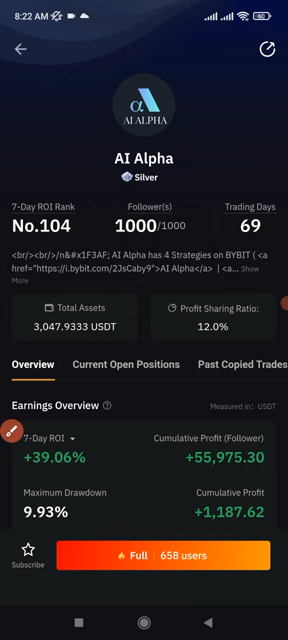 8:22 AM
60
α
AI ALPHA
AI Alpha
Silver
7-Day ROI Rank
Follower(s)
Trading Days
No.104
1000/1000
69
<br/><br/>/n&#x1F3AF; AI Alpha has 4 Strategies on BYBIT ( <a
href="https://i.bybit.com/2JsCaby9">AI Alpha</a> | <a... Show
More
Total Assets
Profit Sharing Ratio:
3,047.9333 USDT
12.0%
Overview
Current Open Positions
Past Copied Trades
Earnings Overview
Measured in: USDT
7-Day ROI
Cumulative Profit (Follower)
+39.06%
+55,975.30
Maximum Drawdown
Cumulative Profit
9.93%
+1,187.62
Subscribe
Full | 658 users